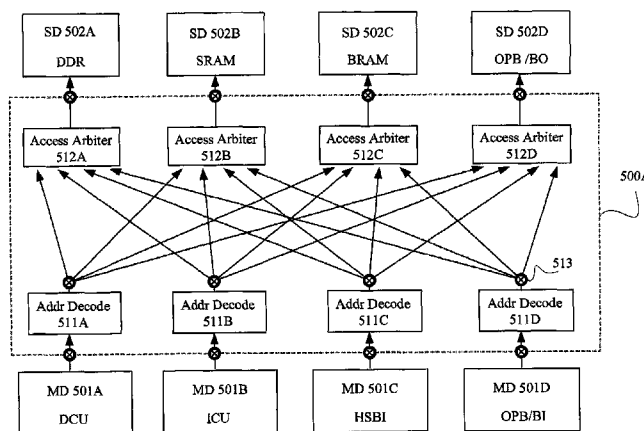 SD 502A
DDR
SD 502B
SRAM
SD 502C
BRAM
SD 502D
OPB /BO
Access Arbiter
512A
Access Arbiter
512B
Access Arbiter
512C
Access Arbiter
512D
500A
513
Addr Decode
511A
Addr Decode
511B
Addr Decode
511C
Addr Decode
511D
MD 501A
DCU
MD 501B
ICU
MD 501C
HSBI
MD 501D
OPB/BI